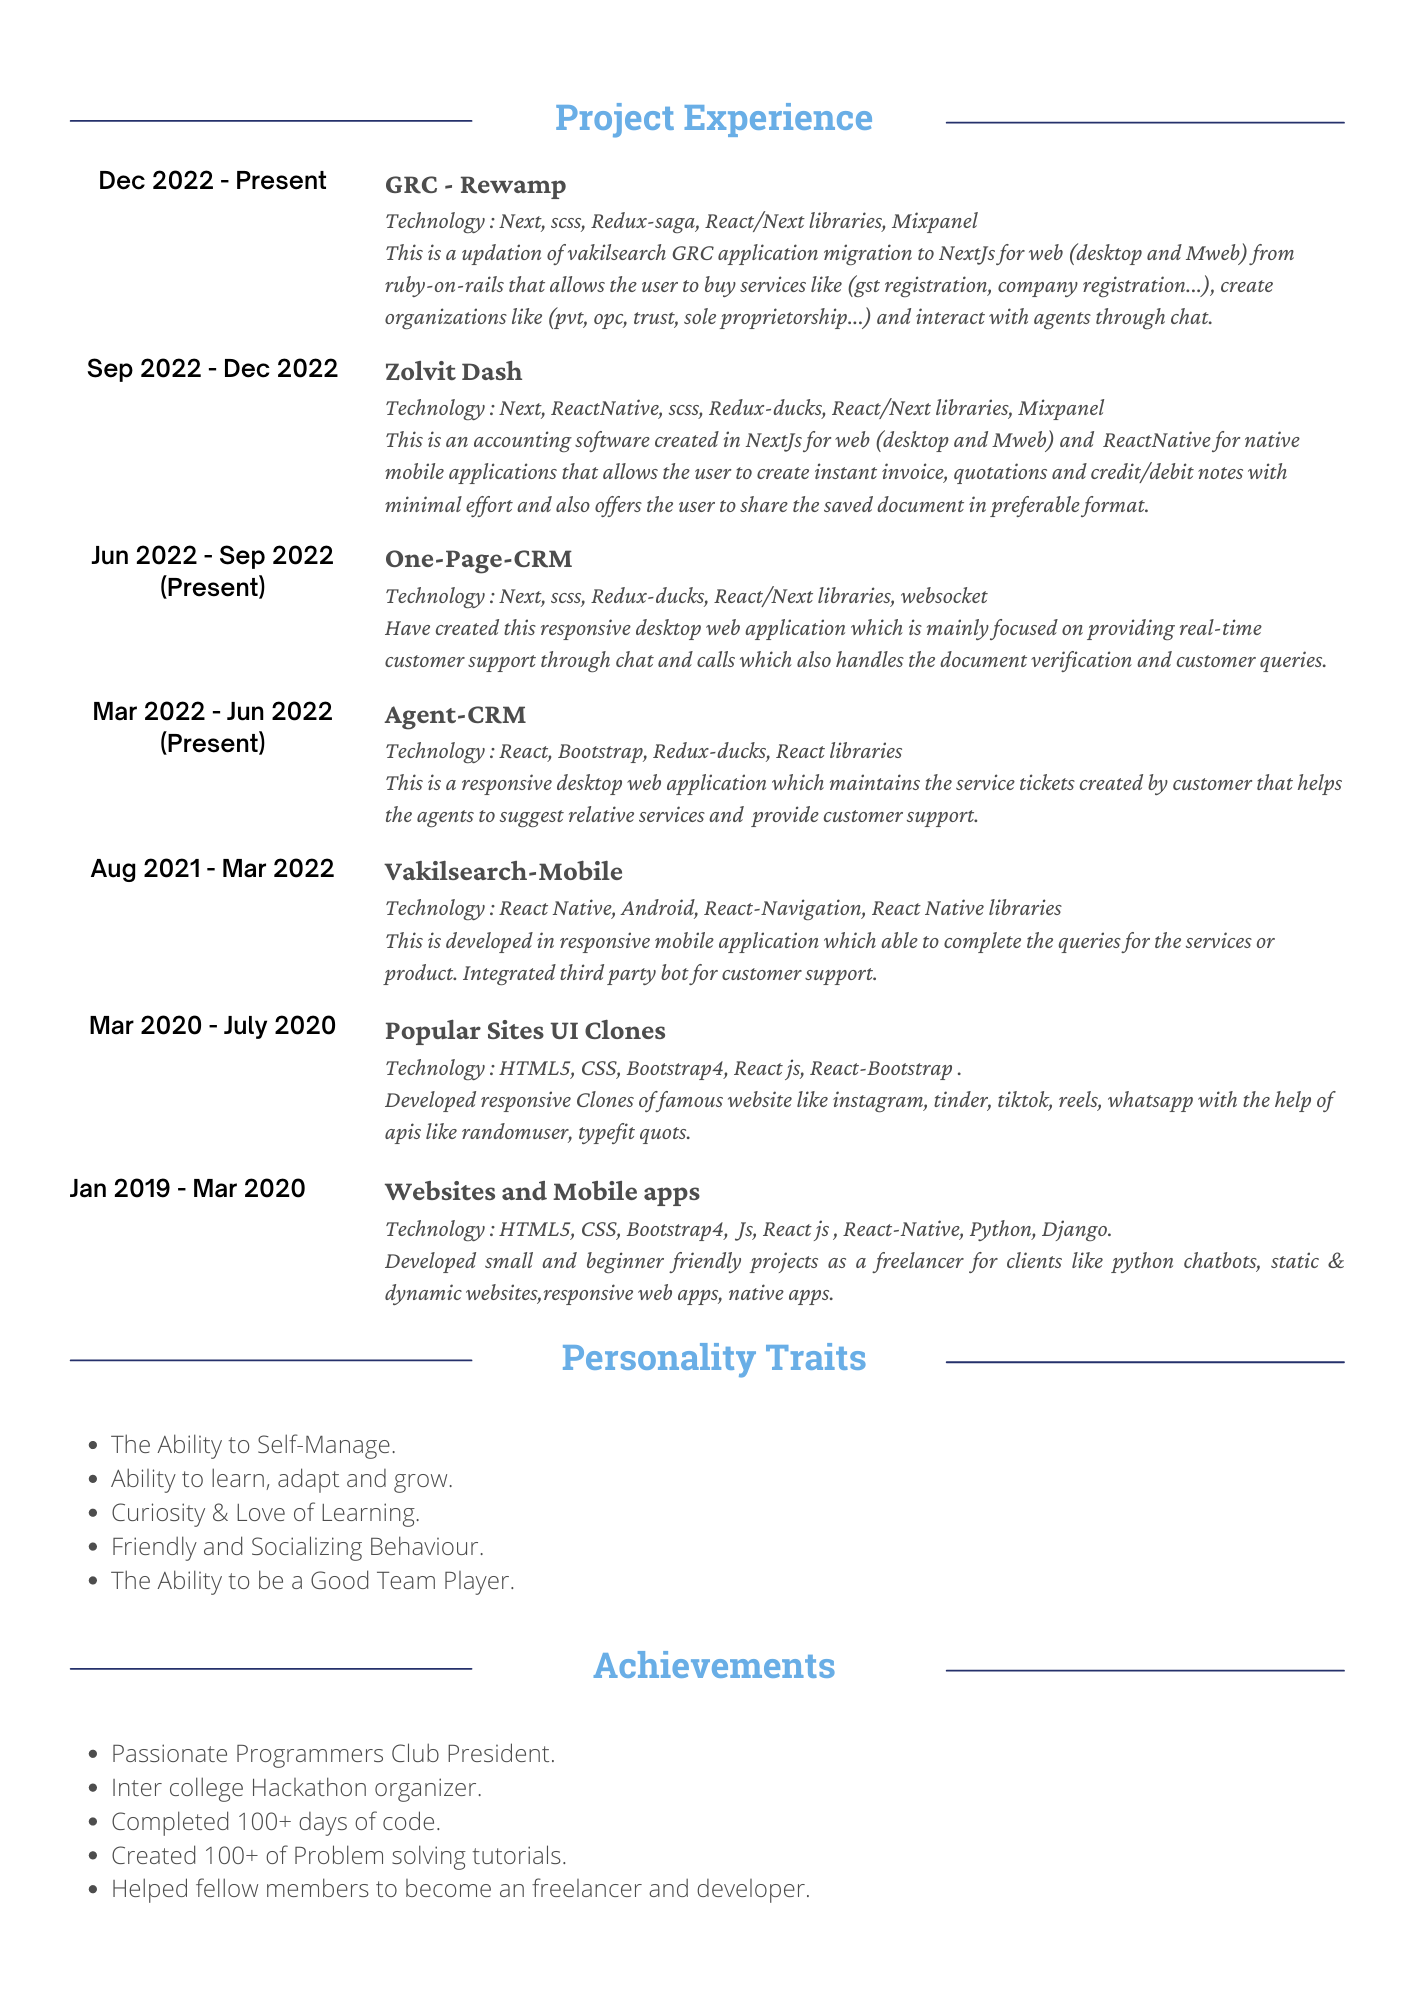 Project Experience
Dec 2022 - Present
GRC - Rewamp
Technology : Next, scss, Redux-saga, React/Next libraries, Mixpanel
This is a updation of vakilsearch GRC application migration to NextJs for web (desktop and Mweb) from
ruby-on-rails that allows the user to buy services like (gst registration, company registration...), create
organizations like (pvt, opc, trust, sole proprietorship...) and interact with agents through chat.
Sep 2022 - Dec 2022
Zolvit Dash
Technology : Next, ReactNative, scss, Redux-ducks, React/Next libraries, Mixpanel
This is an accounting software created in NextJs for web (desktop and Mweb) and  ReactNative for native
mobile applications that allows the user to create instant invoice, quotations and credit/debit notes with
minimal effort and also offers the user to share the saved document in preferable format.
Jun 2022 - Sep 2022
(Present)
One-Page-CRM
Technology : Next, scss, Redux-ducks, React/Next libraries, websocket
Have created this responsive desktop web application which is mainly focused on providing real-time
customer support through chat and calls which also handles the document verification and customer queries.
Mar 2022 - Jun 2022
(Present)
Agent-CRM
Technology : React, Bootstrap, Redux-ducks, React libraries
This is a responsive desktop web application which maintains the service tickets created by customer that helps
the agents to suggest relative services and  provide customer support.
Aug 2021 - Mar 2022
Vakilsearch-Mobile
Technology : React Native, Android, React-Navigation, React Native libraries
This is developed in responsive mobile application which able to complete the queries for the services or
product. Integrated third party bot for customer support.
Mar 2020 - July 2020
Popular Sites UI Clones
Technology : HTML5, CSS, Bootstrap4, React js, React-Bootstrap .
Developed responsive Clones of famous website like instagram, tinder, tiktok, reels, whatsapp with the help of
apis like randomuser, typefit quots.
Jan 2019 - Mar 2020
Websites and Mobile apps
Technology : HTML5, CSS, Bootstrap4,  Js, React js , React-Native, Python, Django.
Developed small and beginner friendly projects as a freelancer for clients like python chatbots, static &
dynamic websites,responsive web apps, native apps.
Personality Traits
• The Ability to Self-Manage.
• Ability to learn, adapt and grow.
• Curiosity & Love of Learning.
• Friendly and Socializing Behaviour.
• The Ability to be a Good Team Player.
Achievements
• Passionate Programmers Club President.
• Inter college Hackathon organizer.
• Completed 100+ days of code.
• Created 100+ of Problem solving tutorials.
• Helped fellow members to become an freelancer and developer.